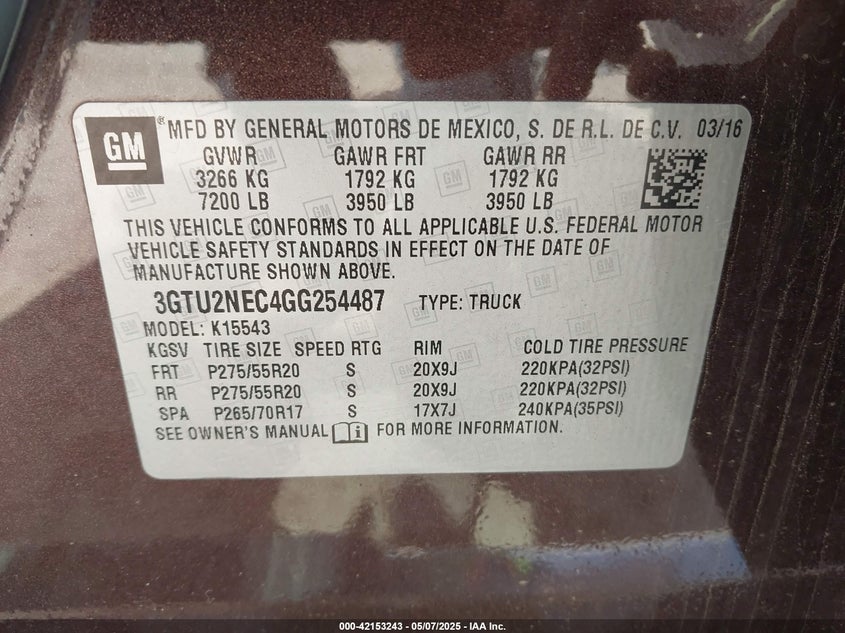 GM ® MFD BY GENERAL MOTORS DE MEXICO, S. DE R.L. DE C.V. 03/16
GVWR GAWR FRT GAWR RR
3266 KG 1792 KG 1792 KG
7200 LB 3950 LB 3950 LB
THIS VEHICLE CONFORMS TO ALL APPLICABLE U.S. FEDERAL MOTOR
VEHICLE SAFETY STANDARDS IN EFFECT ON THE DATE OF
MANUFACTURE SHOWN ABOVE.
3GTU2NEC4GG254487 TYPE: TRUCK
MODEL: K15543
KGSV TIRE SIZE SPEED RTG RIM COLD TIRE PRESSURE
FRT P275/55R20 S 20X9J 220KPA(32PSI)
RR P275/55R20 S 20X9J 220KPA(32PSI)
SPA P265/70R17 S 17X7J 240KPA(35PSI)
SEE OWNER'S MANUAL FOR MORE INFORMATION.
000-42153243 - 05/07/2025 - IAA Inc.